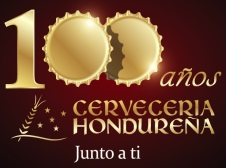 100 años
CERVECERIA
HONDUREÑA
Junto a ti